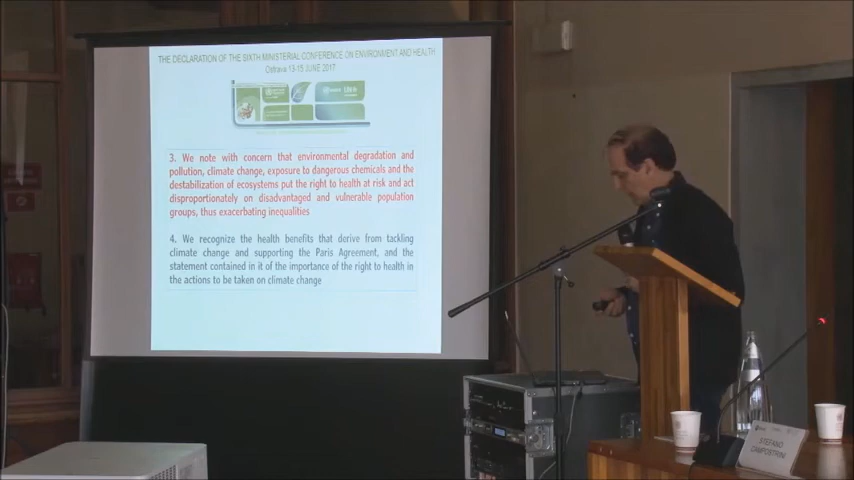 THE DECLARATION OF THE SIXTH MINISTERIAL CONFERENCE ON ENVIRONMENT AND HEALTH
Ostrava 13-15 JUNE 2017
3. We note with concern that environmental degradation and
pollution, climate change, exposure to dangerous chemicals and the
destabilization of ecosystems put the right to health at risk and act
disproportionately on disadvantaged and vulnerable population
groups, thus exacerbating inequalities
4. We recognize the health benefits that derive from tackling
climate change and supporting the Paris Agreement, and the
statement contained in it of the importance of the right to health in
the actions to be taken on climate change
STEFANO
CAMPOSTRINI